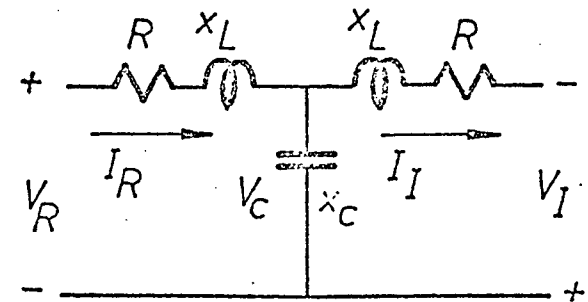 R X_L X_L R
+ −
I_R V_C X_C I_I
V_R V_I
− +